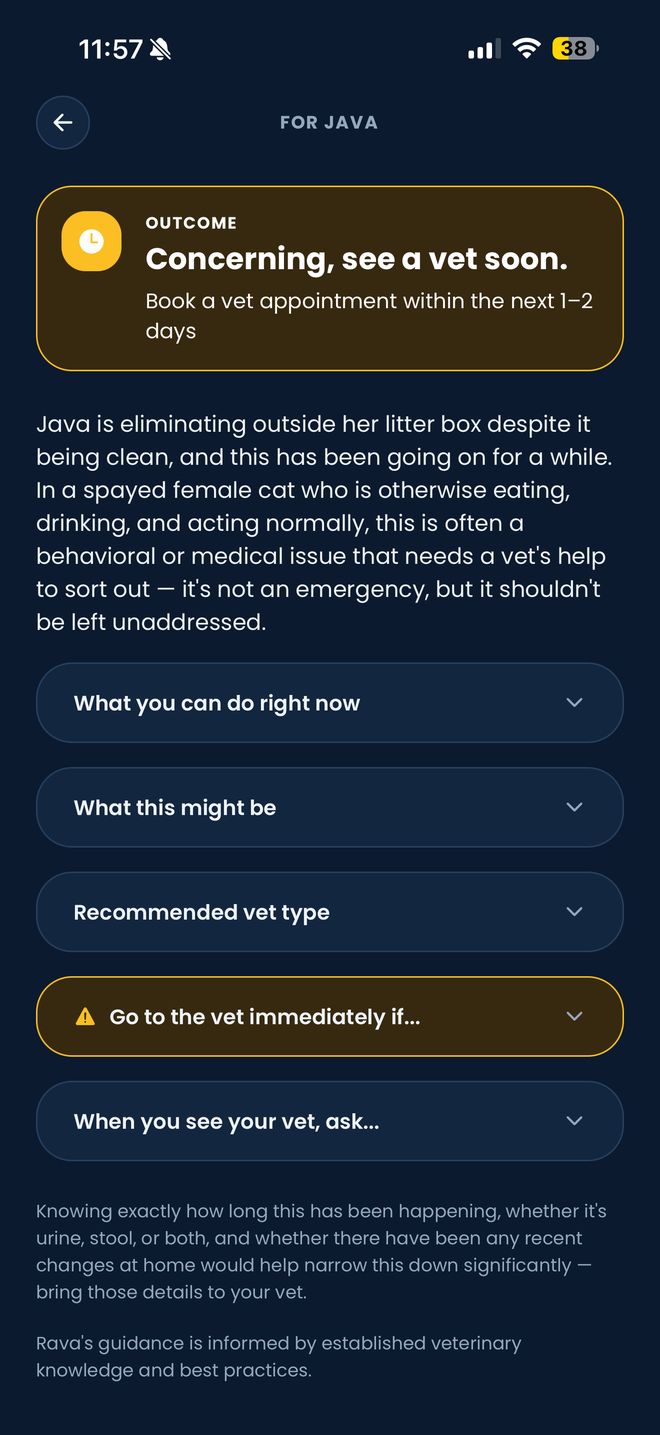 11:57
38
FOR JAVA
OUTCOME
Concerning, see a vet soon.
Book a vet appointment within the next 1–2
days
Java is eliminating outside her litter box despite it
being clean, and this has been going on for a while.
In a spayed female cat who is otherwise eating,
drinking, and acting normally, this is often a
behavioral or medical issue that needs a vet's help
to sort out — it's not an emergency, but it shouldn't
be left unaddressed.
What you can do right now
What this might be
Recommended vet type
Go to the vet immediately if...
When you see your vet, ask...
Knowing exactly how long this has been happening, whether it's
urine, stool, or both, and whether there have been any recent
changes at home would help narrow this down significantly —
bring those details to your vet.
Rava's guidance is informed by established veterinary
knowledge and best practices.